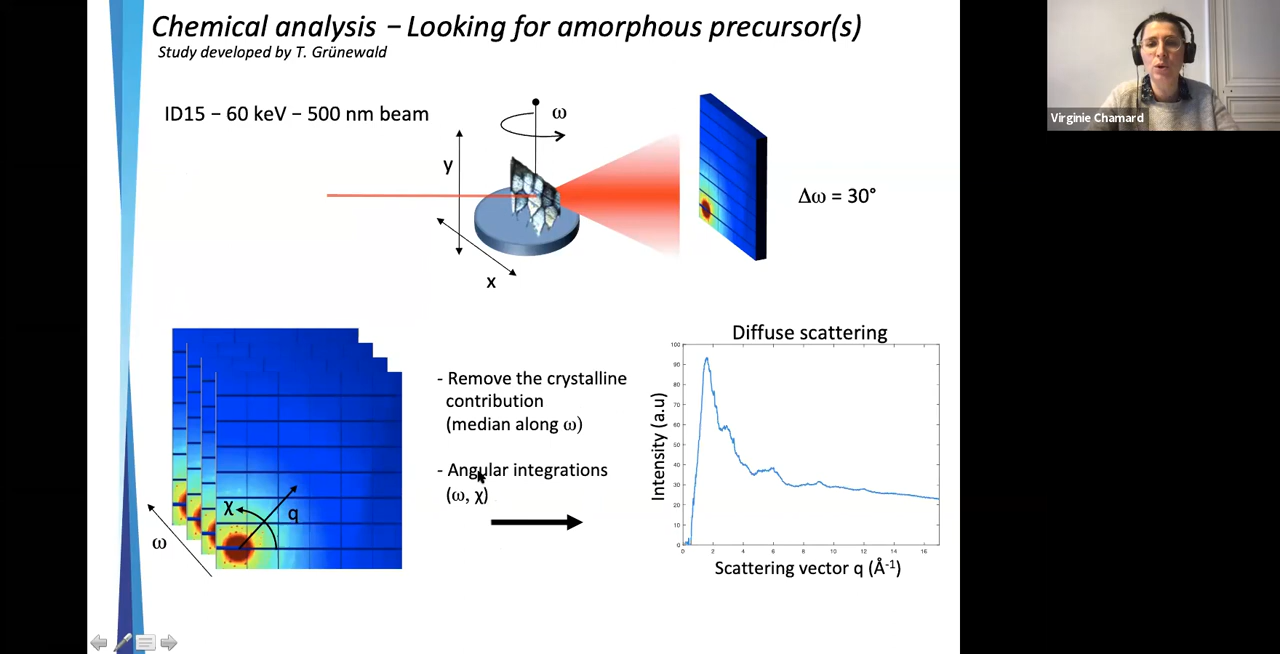 Chemical analysis – Looking for amorphous precursor(s)
Study developed by T. Grünewald
Virginie Chamard
ID15 – 60 keV – 500 nm beam
ω
y
x
Δω = 30°
χ
q
ω
- Remove the crystalline
contribution
(median along ω)
- Angular integrations
(ω, χ)
Diffuse scattering
Intensity (a.u)
100
90
80
70
60
50
40
30
20
10
0
0 2 4 6 8 10 12 14 16
Scattering vector q (Å-1)